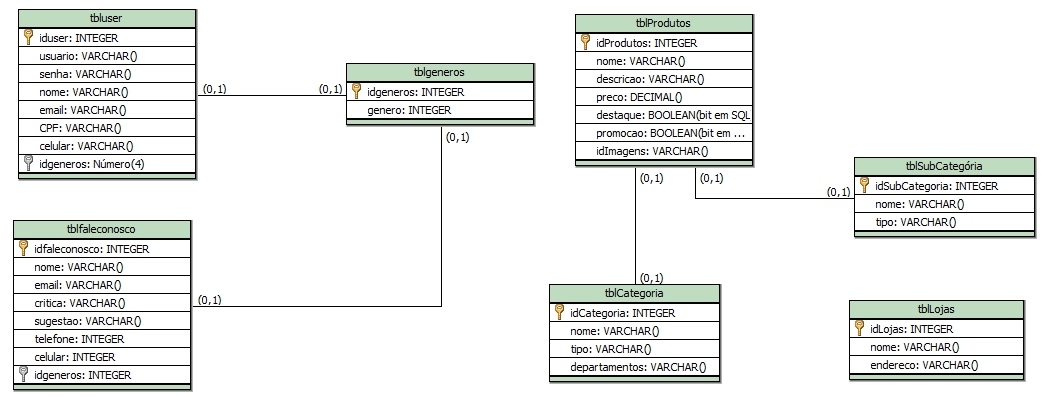 tbluser
iduser: INTEGER
usuario: VARCHAR()
senha: VARCHAR()
nome: VARCHAR()
email: VARCHAR()
CPF: VARCHAR()
celular: VARCHAR()
idgeneros: Número(4)
(0,1)
(0,1)
tblgeneros
idgeneros: INTEGER
genero: INTEGER
(0,1)
tblfaleconosco
idfaleconosco: INTEGER
nome: VARCHAR()
email: VARCHAR()
critica: VARCHAR()
sugestao: VARCHAR()
telefone: INTEGER
celular: INTEGER
idgeneros: INTEGER
(0,1)
tblProdutos
idProdutos: INTEGER
nome: VARCHAR()
descricao: VARCHAR()
preco: DECIMAL()
destaque: BOOLEAN(bit em SQL
promocao: BOOLEAN(bit em ...
idImagens: VARCHAR()
(0,1)
(0,1)
(0,1)
tblSubCategória
idSubCategoria: INTEGER
nome: VARCHAR()
tipo: VARCHAR()
(0,1)
tblCategoria
idCategoria: INTEGER
nome: VARCHAR()
tipo: VARCHAR()
departamentos: VARCHAR()
tblLojas
idLojas: INTEGER
nome: VARCHAR()
endereco: VARCHAR()